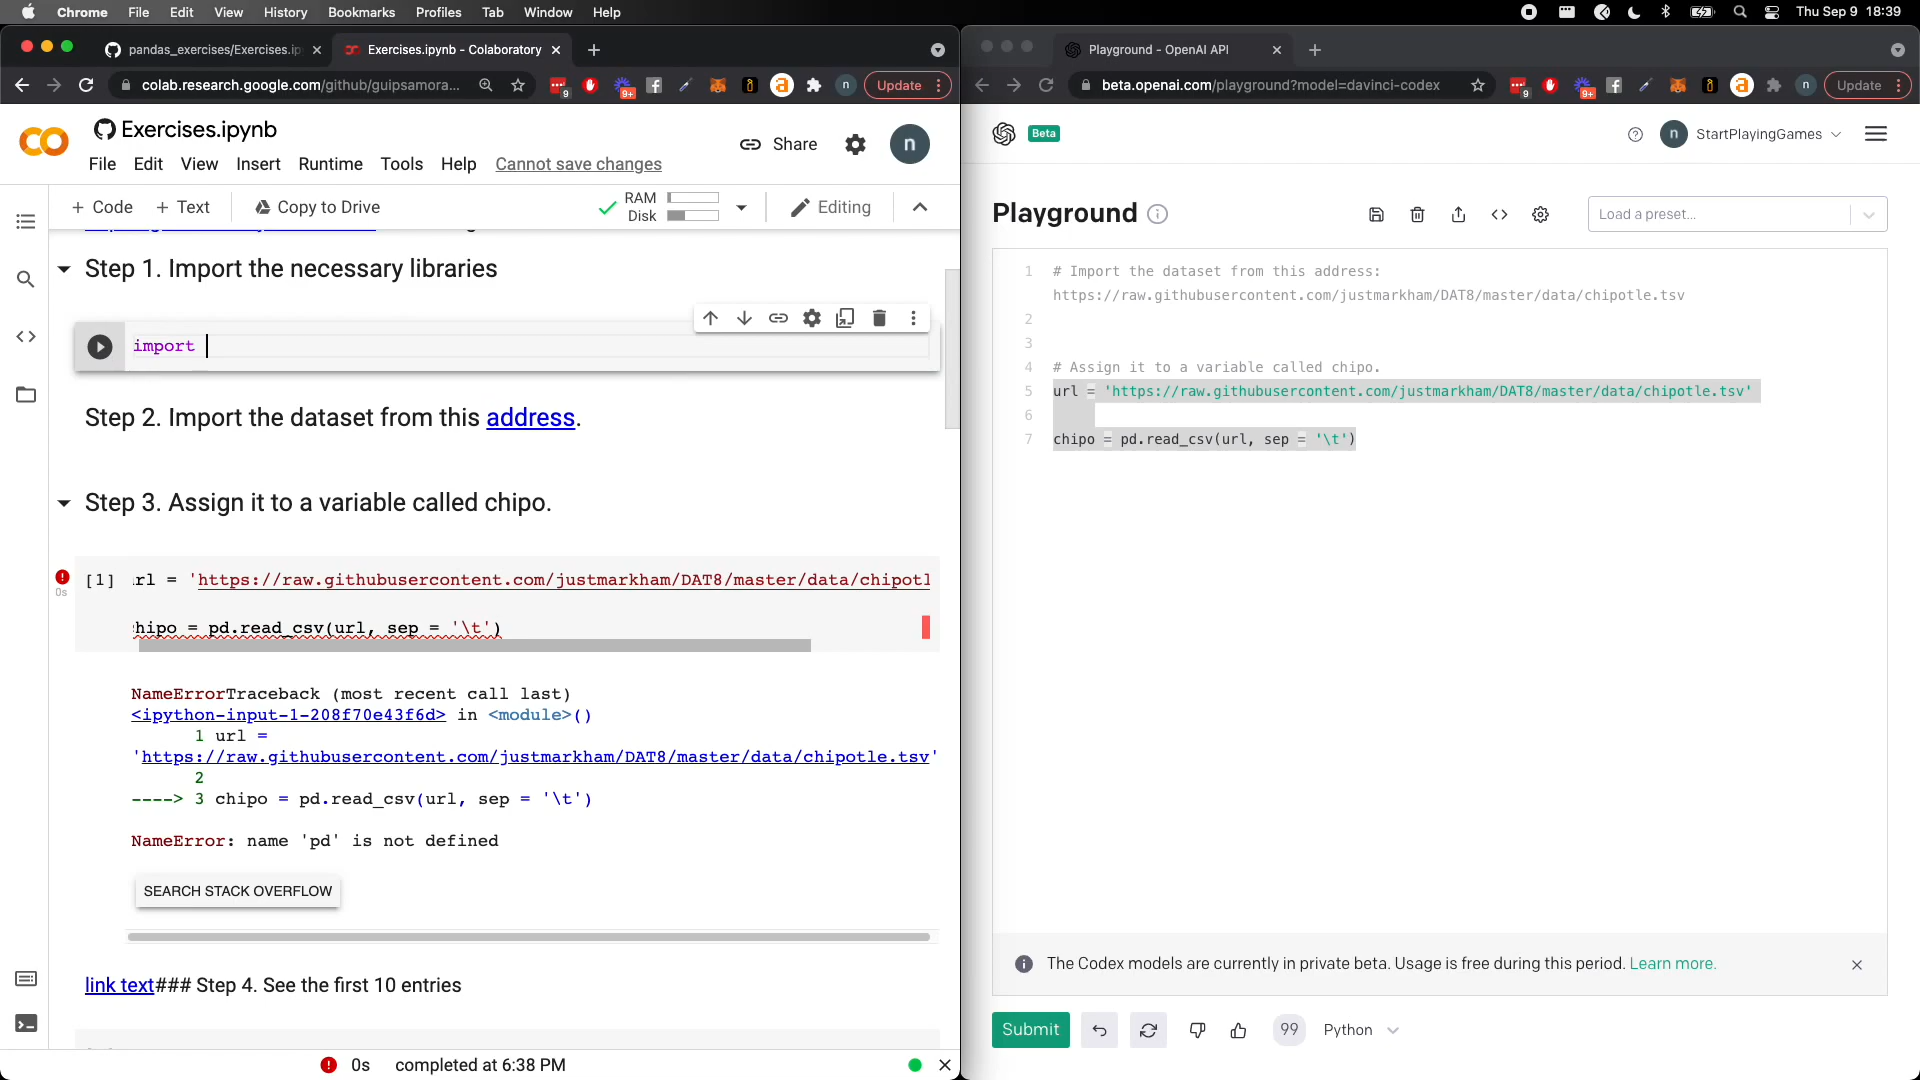 Chrome File Edit View History Bookmarks Profiles Tab Window Help Thu Sep 9 18:39
pandas_exercises/Exercises.ip
Exercises.ipynb - Colaboratory
colab.research.google.com/github/guipsamora...
9 9+ a n Update
Exercises.ipynb
Share n
File Edit View Insert Runtime Tools Help Cannot save changes
+ Code + Text Copy to Drive
RAM
Disk
Editing
Step 1. Import the necessary libraries
import
Step 2. Import the dataset from this address.
Step 3. Assign it to a variable called chipo.
0s
[1] url = 'https://raw.githubusercontent.com/justmarkham/DAT8/master/data/chipotl
hipo = pd.read_csv(url, sep = '\t')
NameErrorTraceback (most recent call last)
<ipython-input-1-208f70e43f6d> in <module>()
1 url =
'https://raw.githubusercontent.com/justmarkham/DAT8/master/data/chipotle.tsv'
2
----> 3 chipo = pd.read_csv(url, sep = '\t')
NameError: name 'pd' is not defined
SEARCH STACK OVERFLOW
link text### Step 4. See the first 10 entries
0s completed at 6:38 PM
Playground - OpenAI API
beta.openai.com/playground?model=davinci-codex
9 9+ a n Update
Beta
n StartPlayingGames
Playground
Load a preset...
1 # Import the dataset from this address:
https://raw.githubusercontent.com/justmarkham/DAT8/master/data/chipotle.tsv
2
3
4 # Assign it to a variable called chipo.
5 url = 'https://raw.githubusercontent.com/justmarkham/DAT8/master/data/chipotle.tsv'
6
7 chipo = pd.read_csv(url, sep = '\t')
The Codex models are currently in private beta. Usage is free during this period. Learn more.
Submit 99 Python